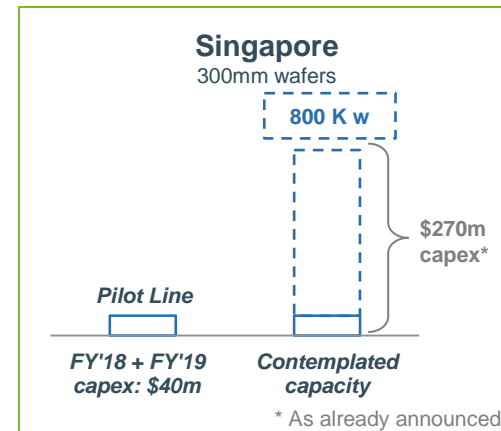 Singapore
300mm wafers
800 K w
$270m
capex*
Pilot Line
FY'18 + FY'19
capex: $40m
Contemplated
capacity
* As already announced